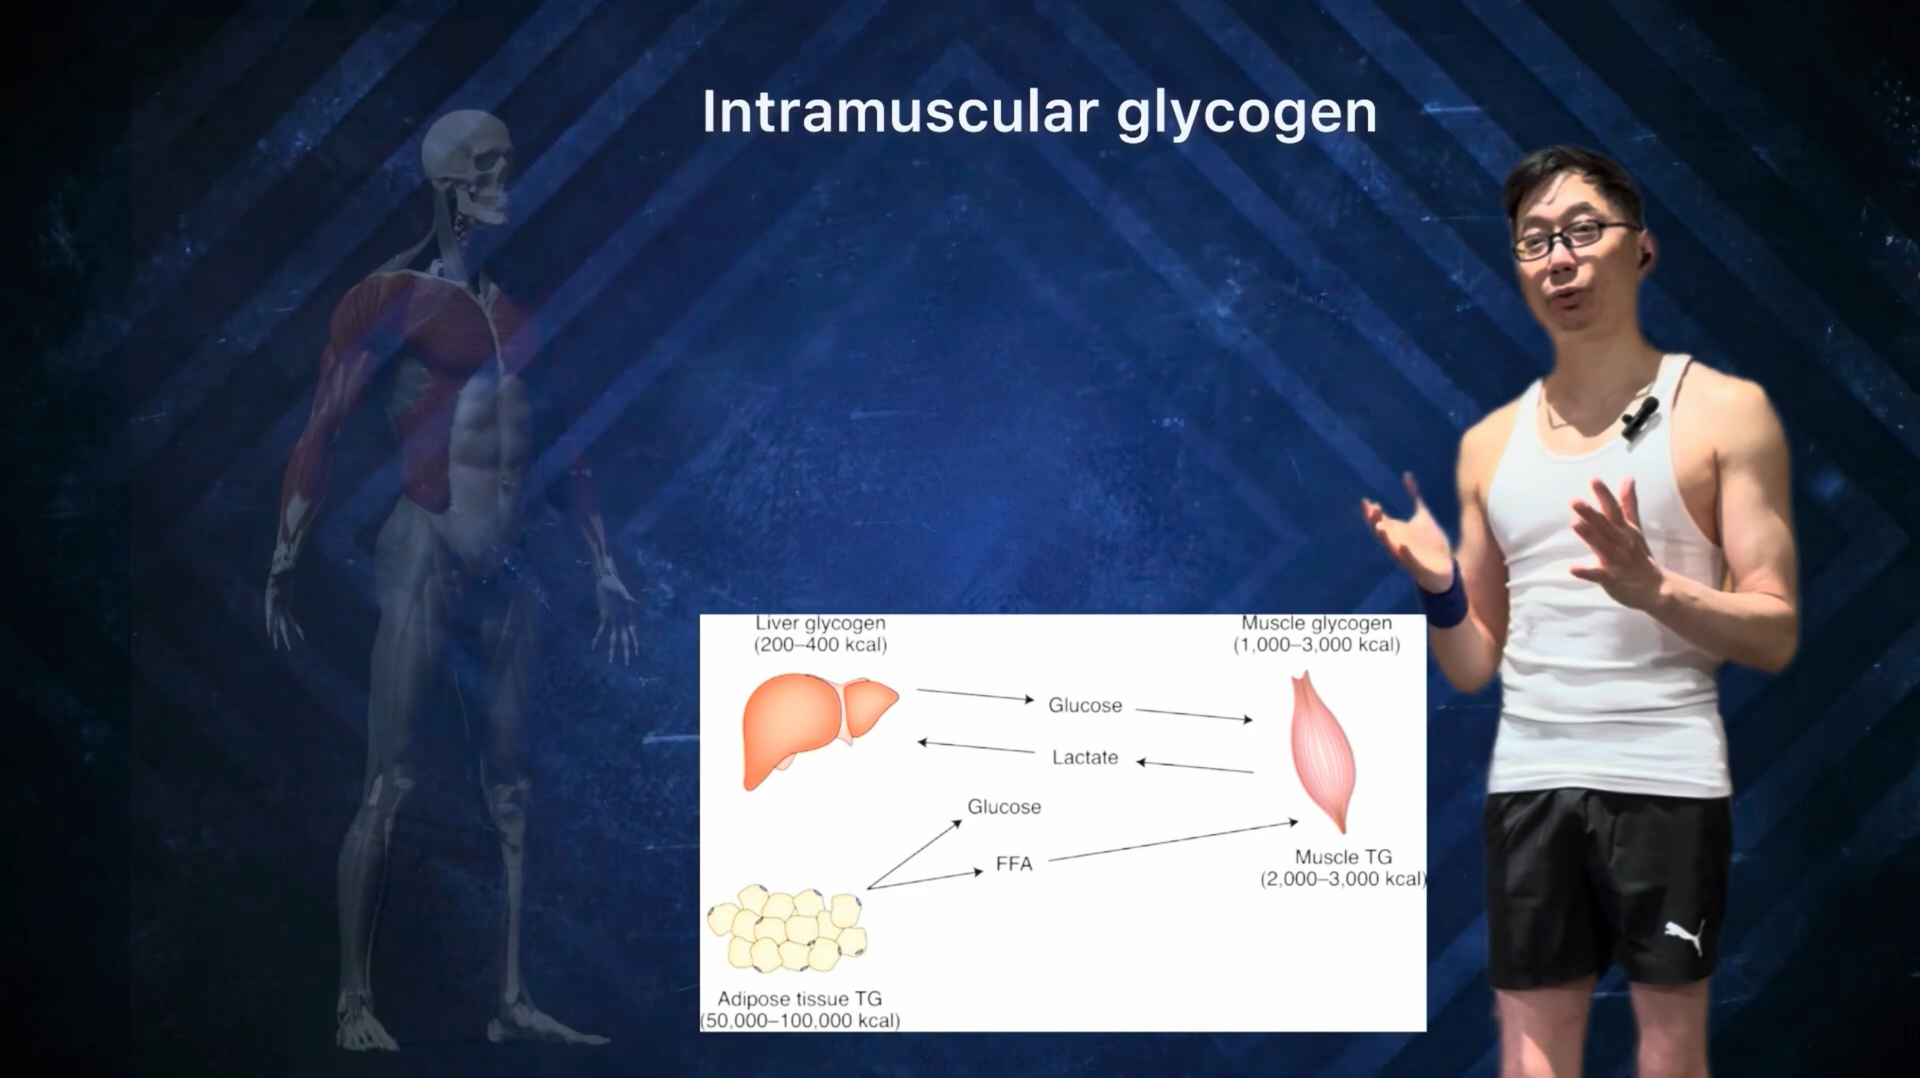 Intramuscular glycogen
Liver glycogen
(200–400 kcal)
Muscle glycogen
(1,000–3,000 kcal)
Glucose
Lactate
Glucose
FFA
Muscle TG
(2,000–3,000 kcal)
Adipose tissue TG
(50,000–100,000 kcal)